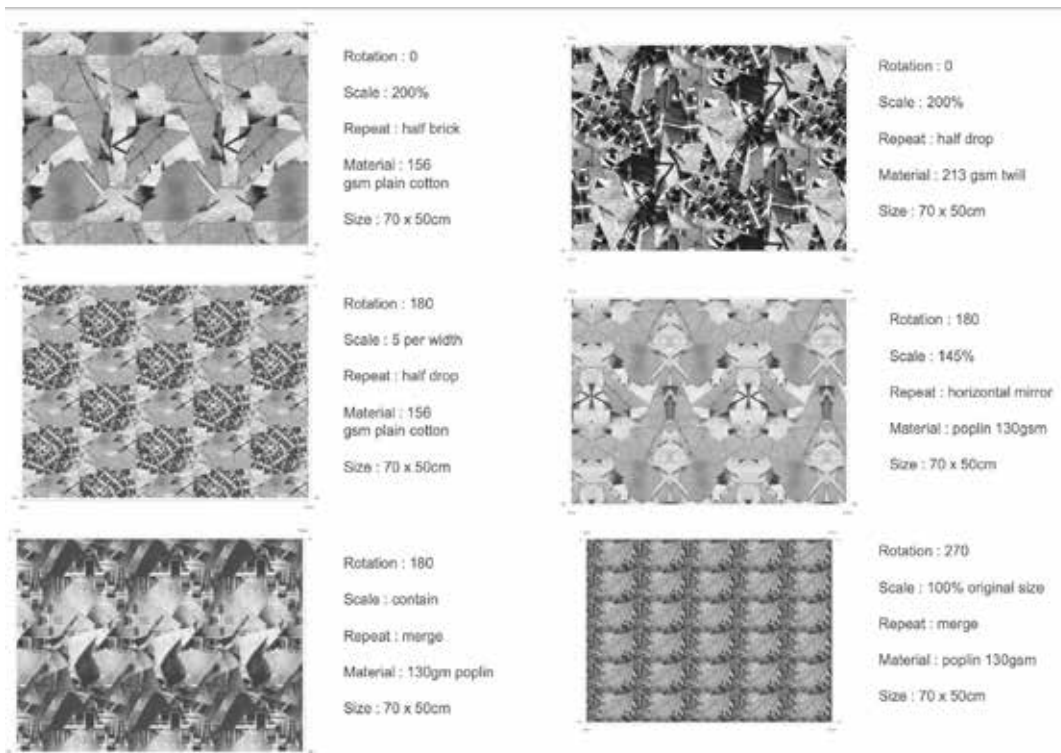 Rotation : 0
Scale : 200%
Repeat : half brick
Material : 156
gsm plain cotton
Size : 70 x 50cm
Rotation : 0
Scale : 200%
Repeat : half drop
Material : 213 gsm twill
Size : 70 x 50cm
Rotation : 180
Scale : 5 per width
Repeat : half drop
Material : 156
gsm plain cotton
Size : 70 x 50cm
Rotation : 180
Scale : 145%
Repeat : horizontal mirror
Material : poplin 130gsm
Size : 70 x 50cm
Rotation : 180
Scale : contain
Repeat : merge
Material : 130gm poplin
Size : 70 x 50cm
Rotation : 270
Scale : 100% original size
Repeat : merge
Material : poplin 130gsm
Size : 70 x 50cm